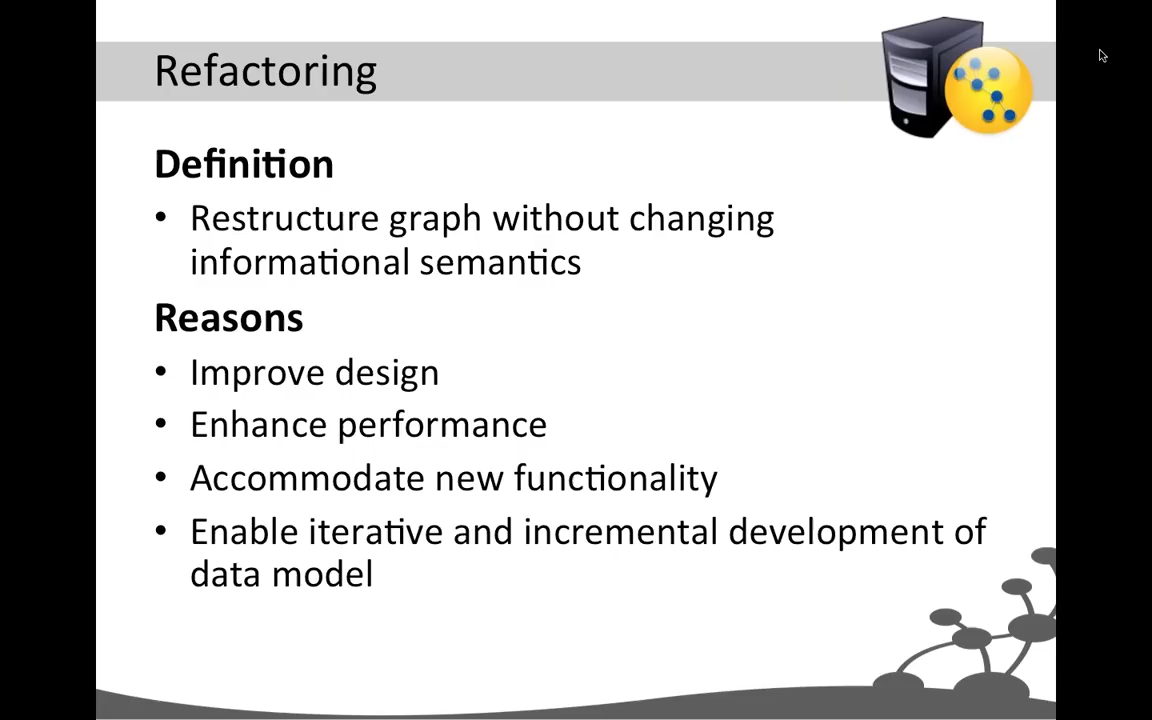 Refactoring
Definition
• Restructure graph without changing
informational semantics
Reasons
• Improve design
• Enhance performance
• Accommodate new functionality
• Enable iterative and incremental development of
data model